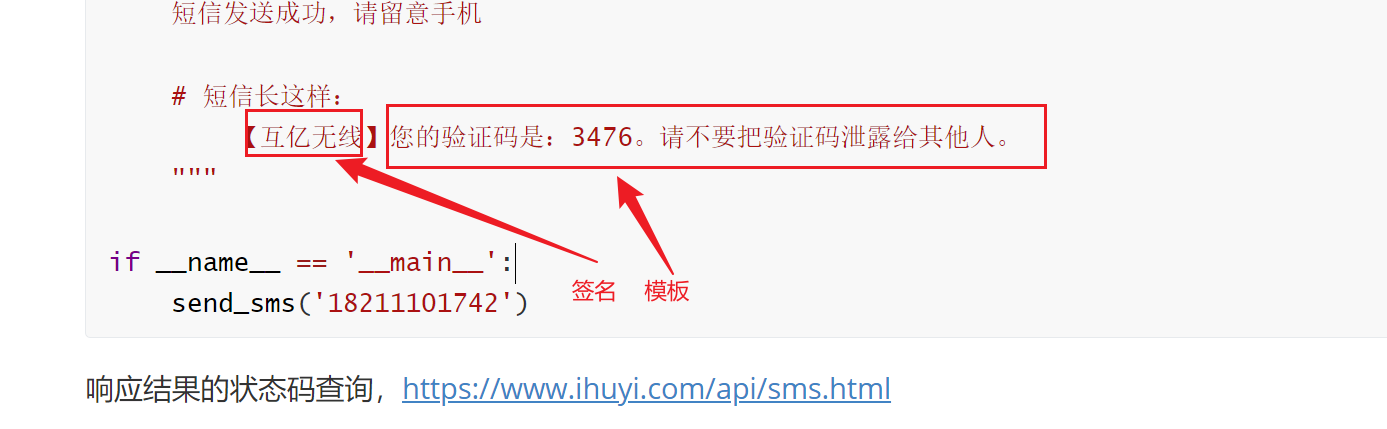 短信发送成功，请留意手机
# 短信长这样：
【互亿无线】您的验证码是：3476。请不要把验证码泄露给其他人。
"""
if __name__ == '__main__':
签名 模板
send_sms('18211101742')
响应结果的状态码查询，https://www.ihuyi.com/api/sms.html